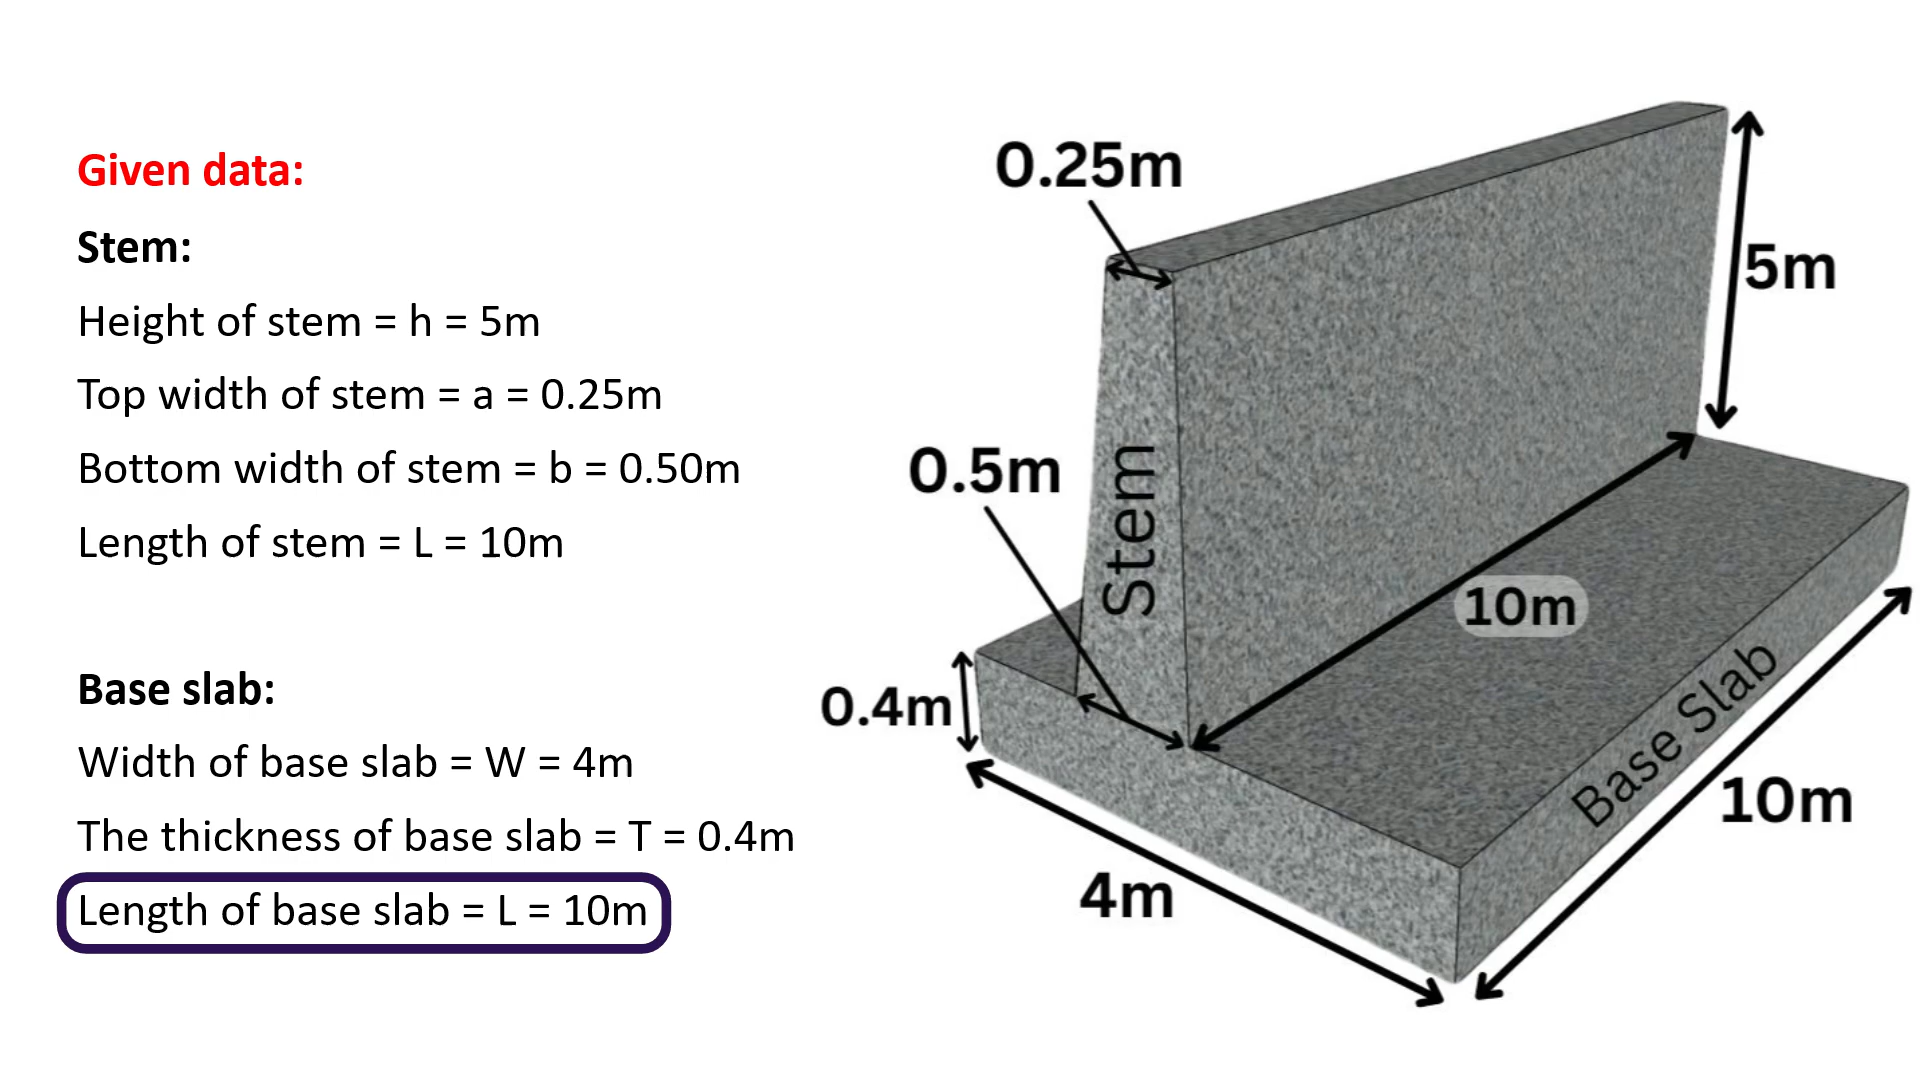 Given data:
Stem:
Height of stem = h = 5m
Top width of stem = a = 0.25m
Bottom width of stem = b = 0.50m
Length of stem = L = 10m
Base slab:
Width of base slab = W = 4m
The thickness of base slab = T = 0.4m
Length of base slab = L = 10m
0.25m
5m
0.5m
Stem
10m
0.4m
Base Slab
10m
4m